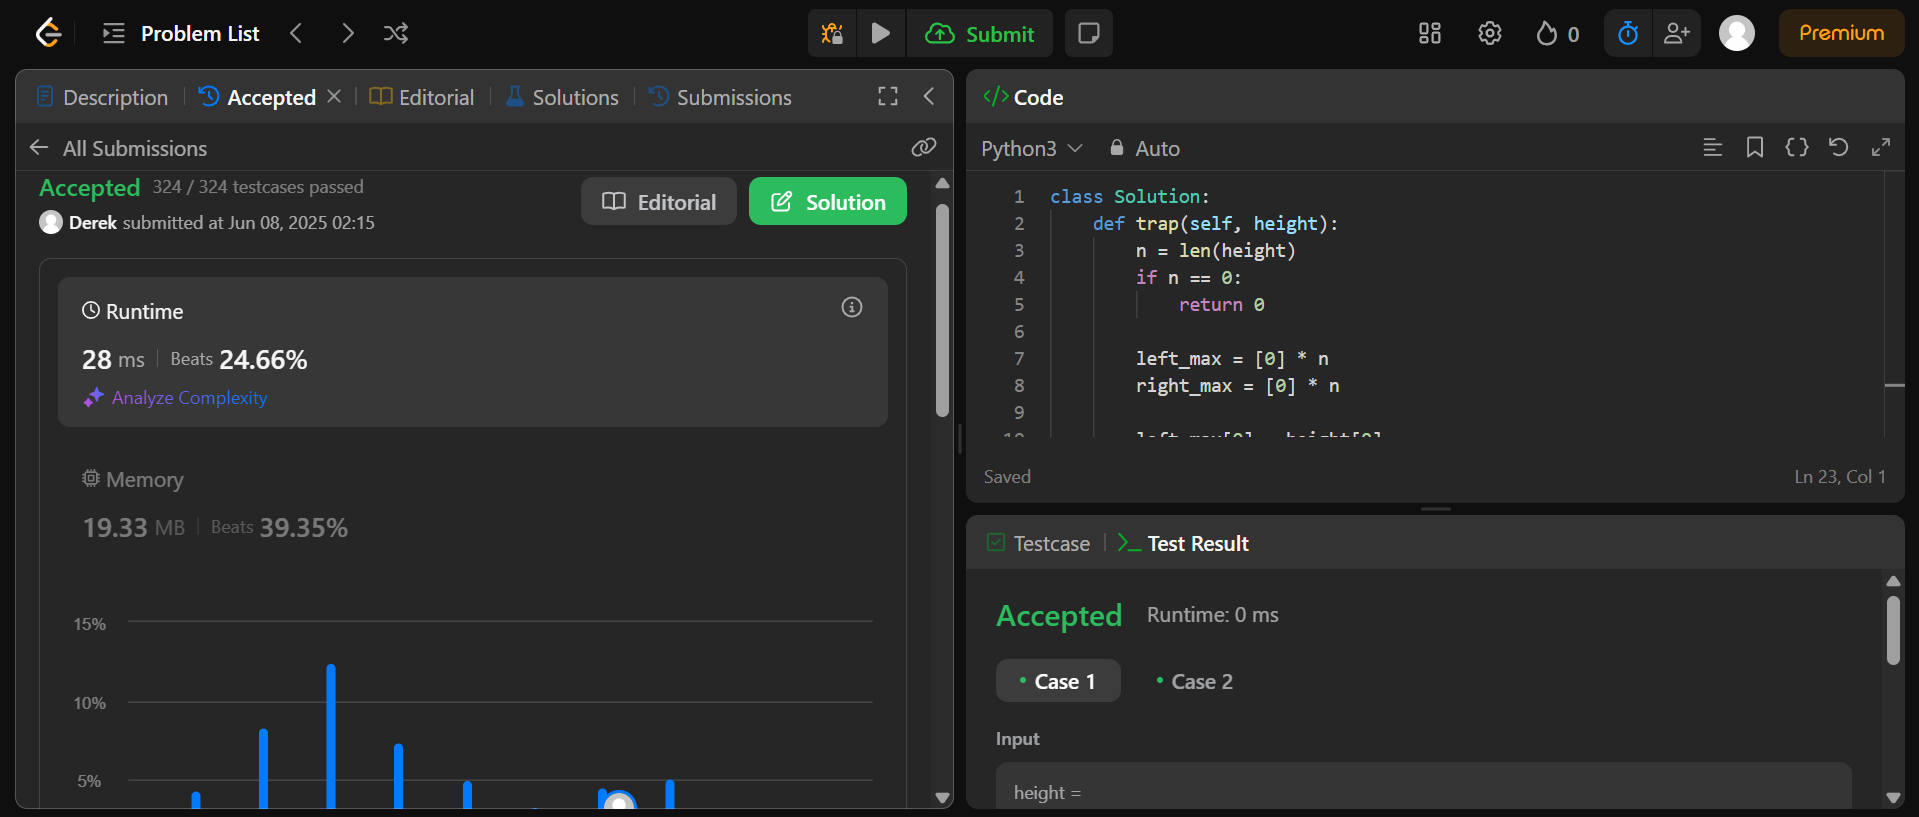 Problem List
Submit
0
Premium
Description
Accepted
Editorial
Solutions
Submissions
All Submissions
Accepted 324 / 324 testcases passed
Derek submitted at Jun 08, 2025 02:15
Editorial
Solution
Runtime
28 ms Beats 24.66%
Analyze Complexity
Memory
19.33 MB Beats 39.35%
15%
10%
5%
</> Code
Python3 Auto
1 class Solution:
2 def trap(self, height):
3 n = len(height)
4 if n == 0:
5 return 0
6
7 left_max = [0] * n
8 right_max = [0] * n
9
10 left_max[0] = height[0]
Saved
Ln 23, Col 1
Testcase
Test Result
Accepted Runtime: 0 ms
Case 1
Case 2
Input
height =